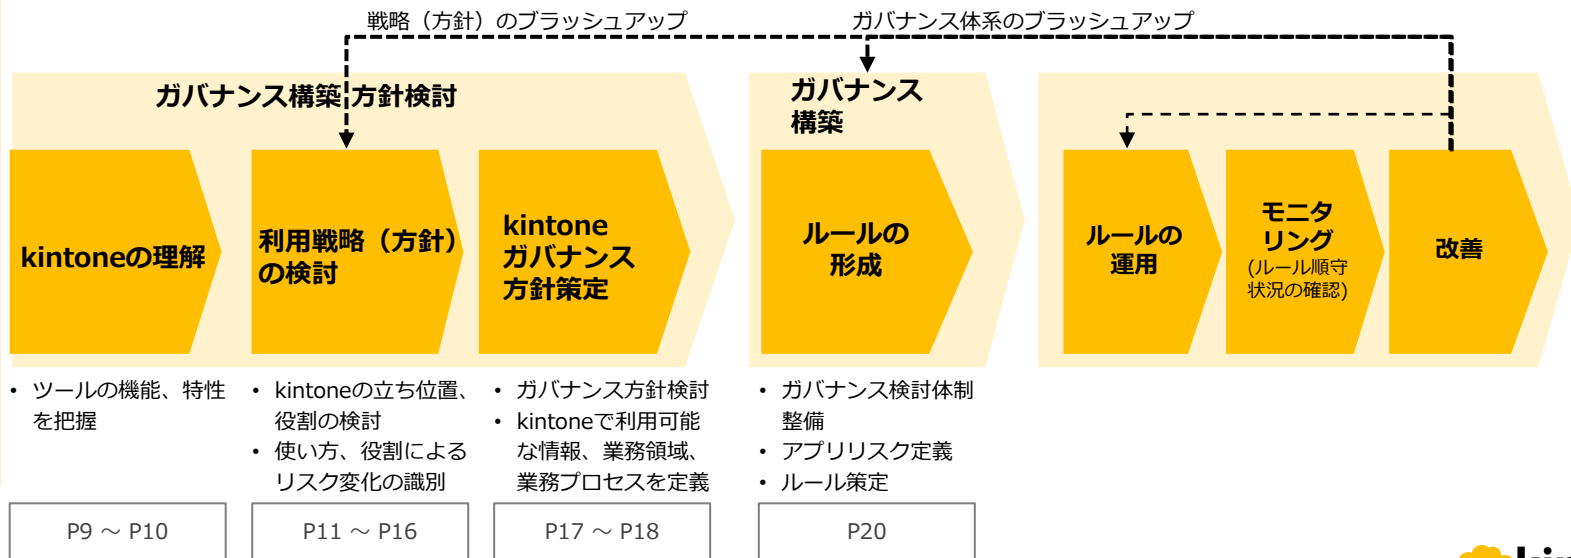 戦略（方針）のブラッシュアップ
ガバナンス体系のブラッシュアップ
ガバナンス構築 方針検討
ガバナンス
構築
kintoneの理解
利用戦略（方針）
の検討
kintone
ガバナンス
方針策定
ルールの
形成
ルールの
運用
モニタ
リング
(ルール順守
状況の確認)
改善
• ツールの機能、特性
を把握
• kintoneの立ち位置、
役割の検討
• 使い方、役割による
リスク変化の識別
• ガバナンス方針検討
• kintoneで利用可能
な情報、業務領域、
業務プロセスを定義
• ガバナンス検討体制
整備
• アプリリスク定義
• ルール策定
P9 ～ P10
P11 ～ P16
P17 ～ P18
P20